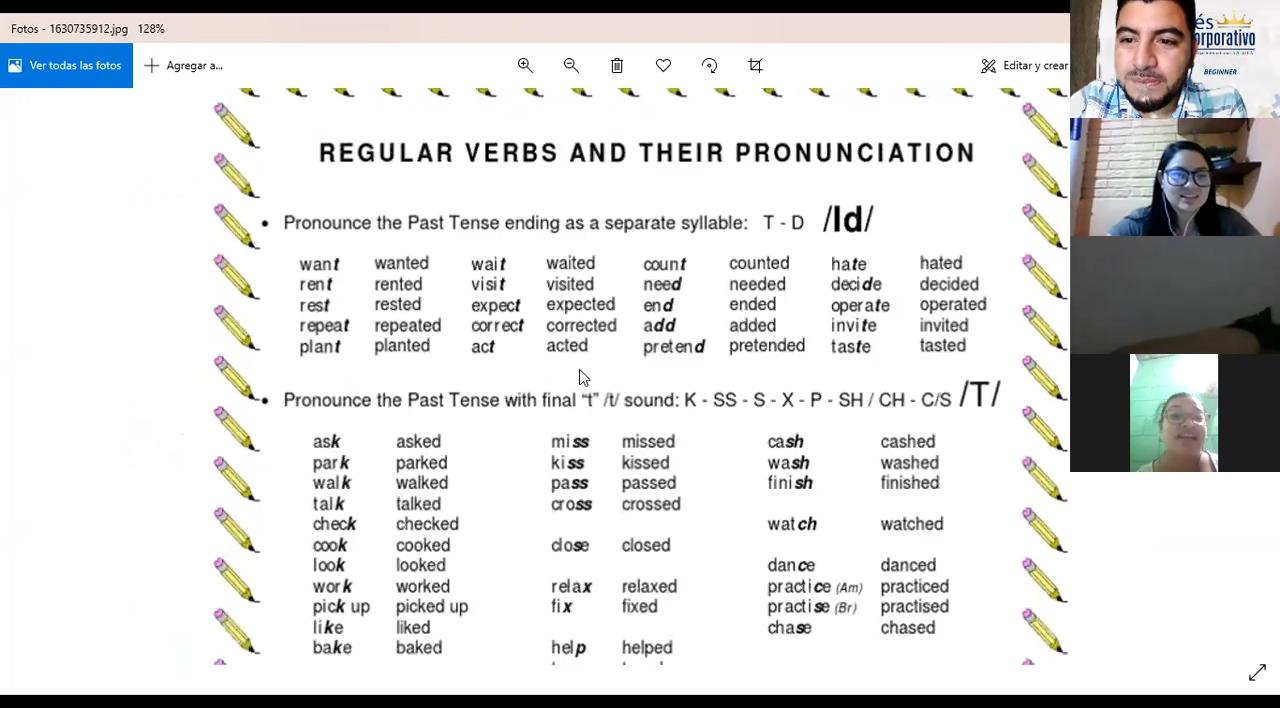 Fotos - 1630735912.jpg 128%
Ver todas las fotos Agregar a... Editar y crear
BEGINNER
REGULAR VERBS AND THEIR PRONUNCIATION
• Pronounce the Past Tense ending as a separate syllable: T - D /Id/
want wanted wait waited count counted hate hated
rent rented visit visited need needed decide decided
rest rested expect expected end ended operate operated
repeat repeated correct corrected add added invite invited
plant planted act acted pretend pretended taste tasted
• Pronounce the Past Tense with final “t” /t/ sound: K - SS - S - X - P - SH / CH - C/S /T/
ask asked miss missed cash cashed
park parked kiss kissed wash washed
walk walked pass passed finish finished
talk talked cross crossed
check checked watch watched
cook cooked close closed
look looked dance danced
work worked relax relaxed practice (Am) practiced
pick up picked up fix fixed practise (Br) practised
like liked chase chased
bake baked help helped